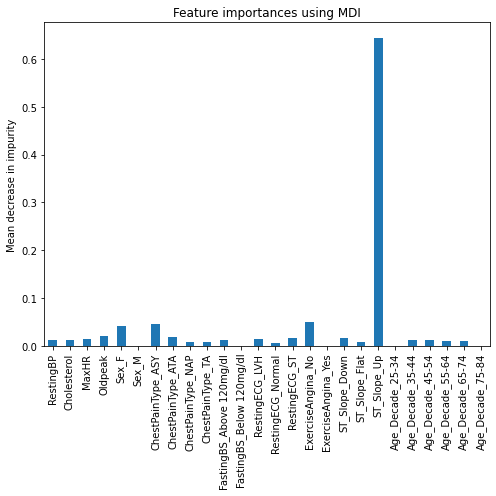 Feature importances using MDI
Mean decrease in impurity
0.6
0.5
0.4
0.3
0.2
0.1
0.0
RestingBP
Cholesterol
MaxHR
Oldpeak
Sex_F
Sex_M
ChestPainType_ASY
ChestPainType_ATA
ChestPainType_NAP
ChestPainType_TA
FastingBS_Above 120mg/dl
FastingBS_Below 120mg/dl
RestingECG_LVH
RestingECG_Normal
RestingECG_ST
ExerciseAngina_No
ExerciseAngina_Yes
ST_Slope_Down
ST_Slope_Flat
ST_Slope_Up
Age_Decade_25-34
Age_Decade_35-44
Age_Decade_45-54
Age_Decade_55-64
Age_Decade_65-74
Age_Decade_75-84